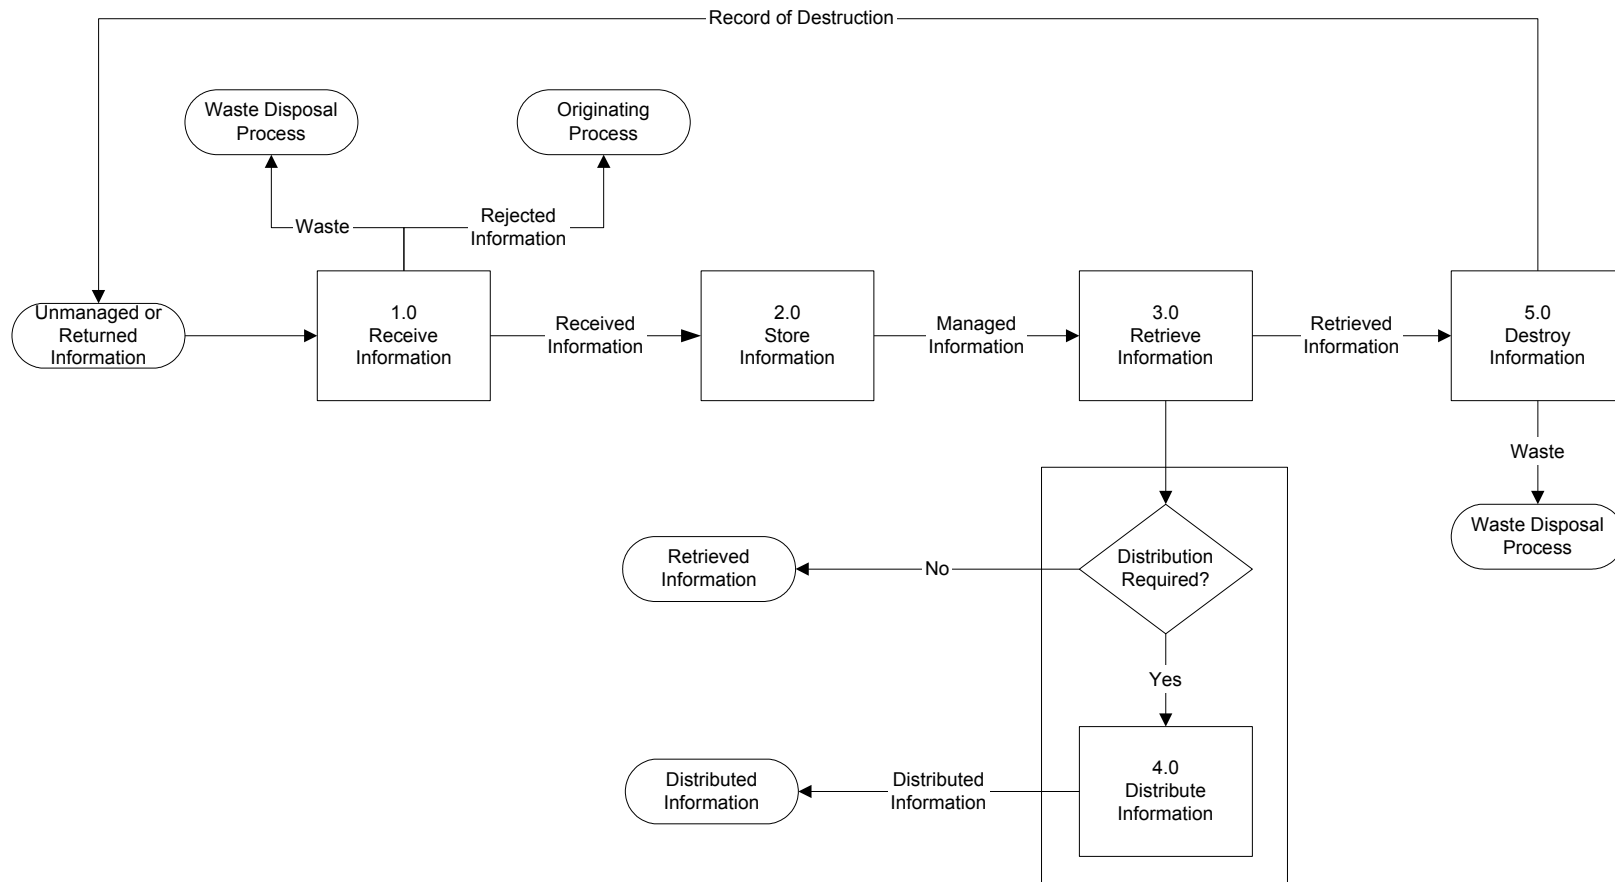 Record of Destruction
Waste Disposal
Process
Originating
Process
Waste
Rejected
Information
Unmanaged or
Returned
Information
1.0
Receive
Information
Received
Information
2.0
Store
Information
Managed
Information
3.0
Retrieve
Information
Retrieved
Information
5.0
Destroy
Information
Waste
Waste Disposal
Process
Distribution
Required?
No
Retrieved
Information
Yes
4.0
Distribute
Information
Distributed
Information
Distributed
Information